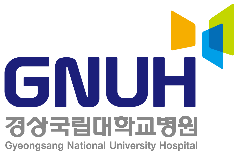 GNUH
경상국립대학교병원
Gyeongsang National University Hospital